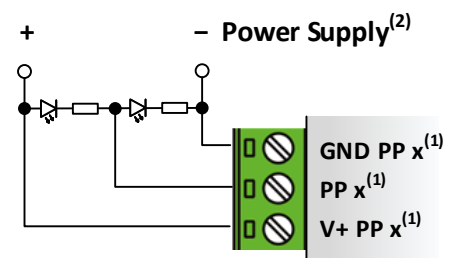 + − Power Supply(2)
GND PP x(1)
PP x(1)
V+ PP x(1)